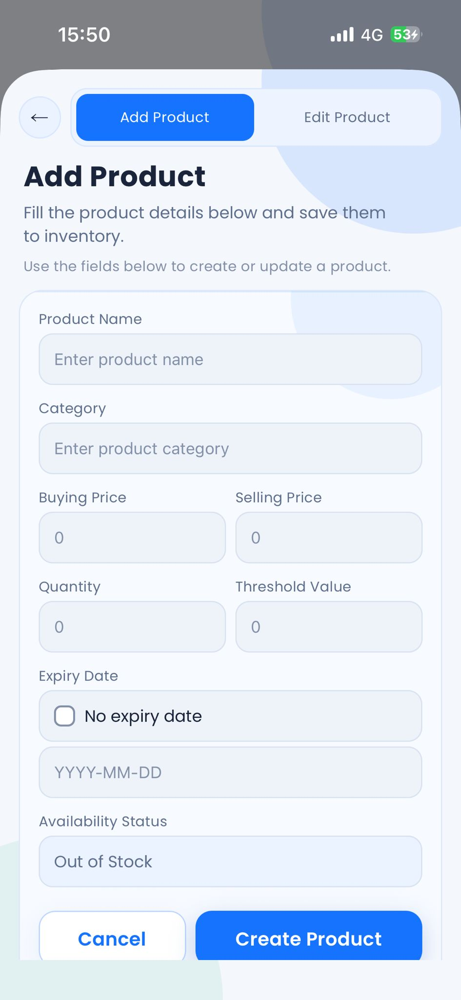 15:50
4G 53
Add Product
Edit Product
Add Product
Fill the product details below and save them
to inventory.
Use the fields below to create or update a product.
Product Name
Enter product name
Category
Enter product category
Buying Price
Selling Price
0
0
Quantity
Threshold Value
0
0
Expiry Date
No expiry date
YYYY-MM-DD
Availability Status
Out of Stock
Cancel
Create Product